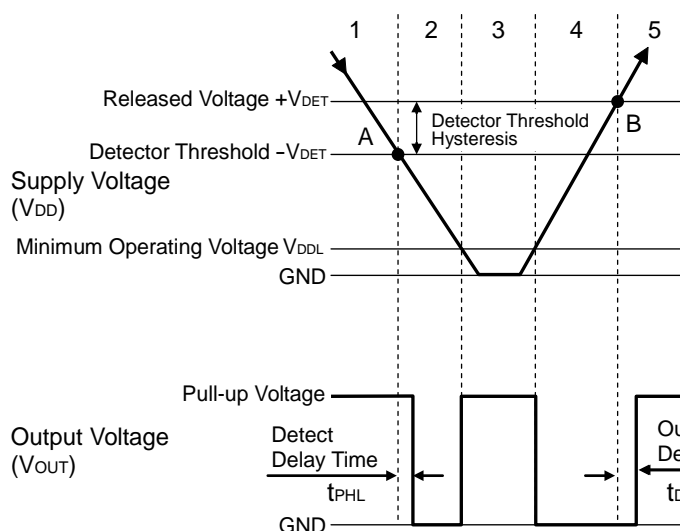 1 2 3 4 5
Released Voltage +VDET
A
B
Detector Threshold
Hysteresis
Detector Threshold -VDET
Supply Voltage
(VDD)
Minimum Operating Voltage VDDL
GND
Pull-up Voltage
Output Voltage
(VOUT)
Detect
Delay Time
tPHL
GND